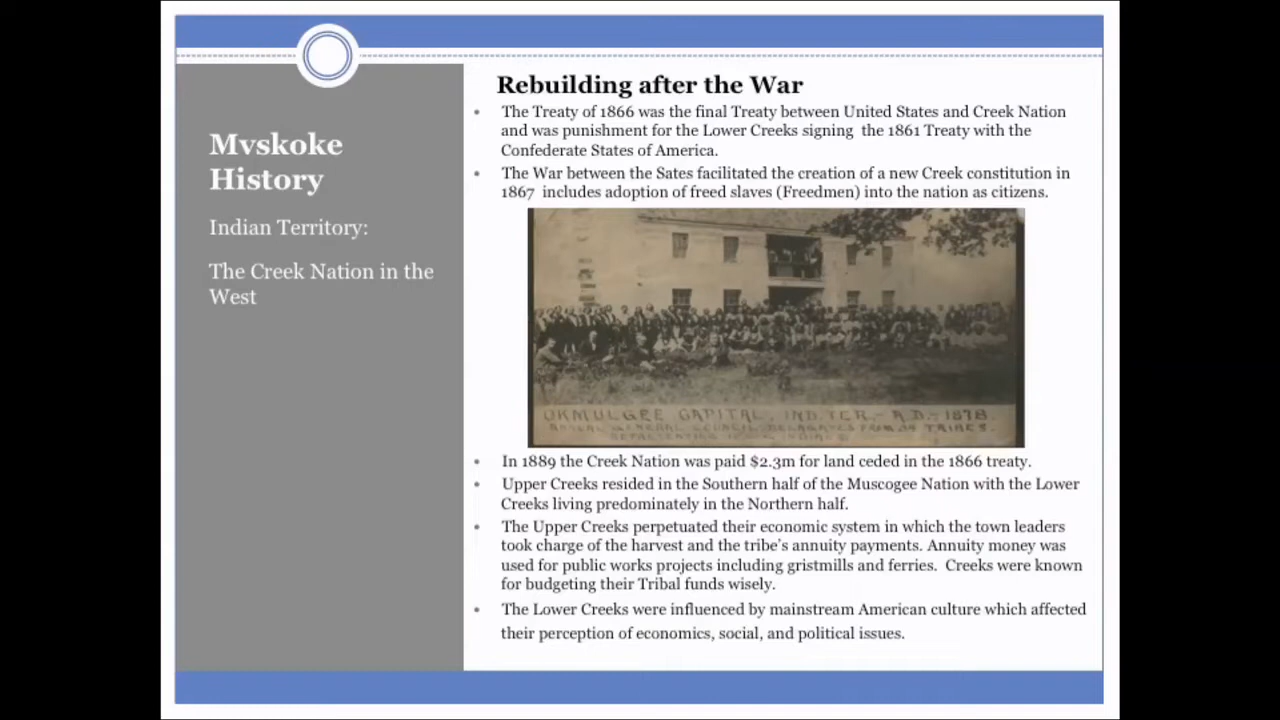 Mvskoke
History
Indian Territory:
The Creek Nation in the
West
Rebuilding after the War
• The Treaty of 1866 was the final Treaty between United States and Creek Nation
and was punishment for the Lower Creeks signing the 1861 Treaty with the
Confederate States of America.
• The War between the Sates facilitated the creation of a new Creek constitution in
1867 includes adoption of freed slaves (Freedmen) into the nation as citizens.
OKMULGEE CAPITAL, IND. TER. - A.D. - 1878.
ANNUAL GENERAL COUNCIL DELAGATES FROM 34 TRIBES.
• In 1889 the Creek Nation was paid $2.3m for land ceded in the 1866 treaty.
• Upper Creeks resided in the Southern half of the Muscogee Nation with the Lower
Creeks living predominately in the Northern half.
• The Upper Creeks perpetuated their economic system in which the town leaders
took charge of the harvest and the tribe's annuity payments. Annuity money was
used for public works projects including gristmills and ferries. Creeks were known
for budgeting their Tribal funds wisely.
• The Lower Creeks were influenced by mainstream American culture which affected
their perception of economics, social, and political issues.